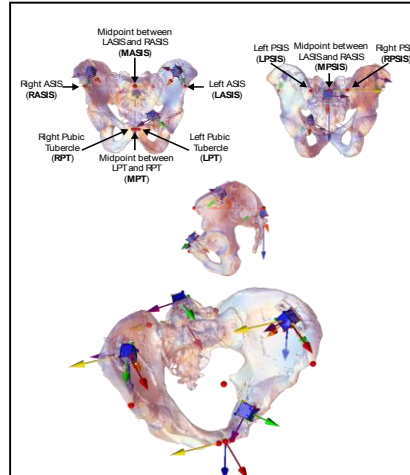 Midpoint between
LASIS and RASIS
(MASIS)
Right ASIS
(RASIS)
Left ASIS
(LASIS)
Right Pubic
Tubercle
(RPT)
Left Pubic
Tubercle
(LPT)
Midpoint between
LPT and RPT
(MPT)
Left PSIS
(LPSIS)
Midpoint between
LASIS and RASIS
(MPSIS)
Right PS
(RPSIS)